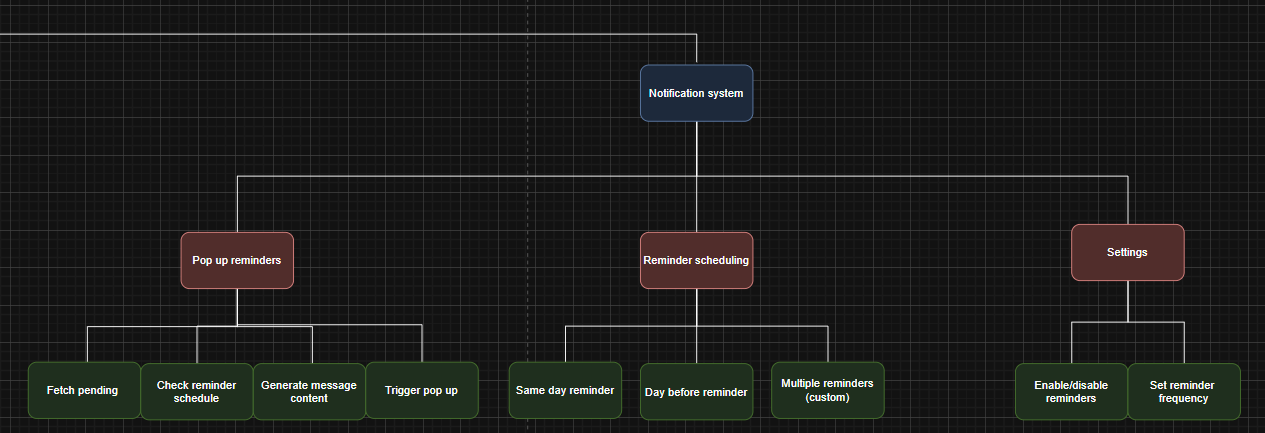 Notification system
Pop up reminders
Reminder scheduling
Settings
Fetch pending
Check reminder
schedule
Generate message
content
Trigger pop up
Same day reminder
Day before reminder
Multiple reminders
(custom)
Enable/disable
reminders
Set reminder
frequency